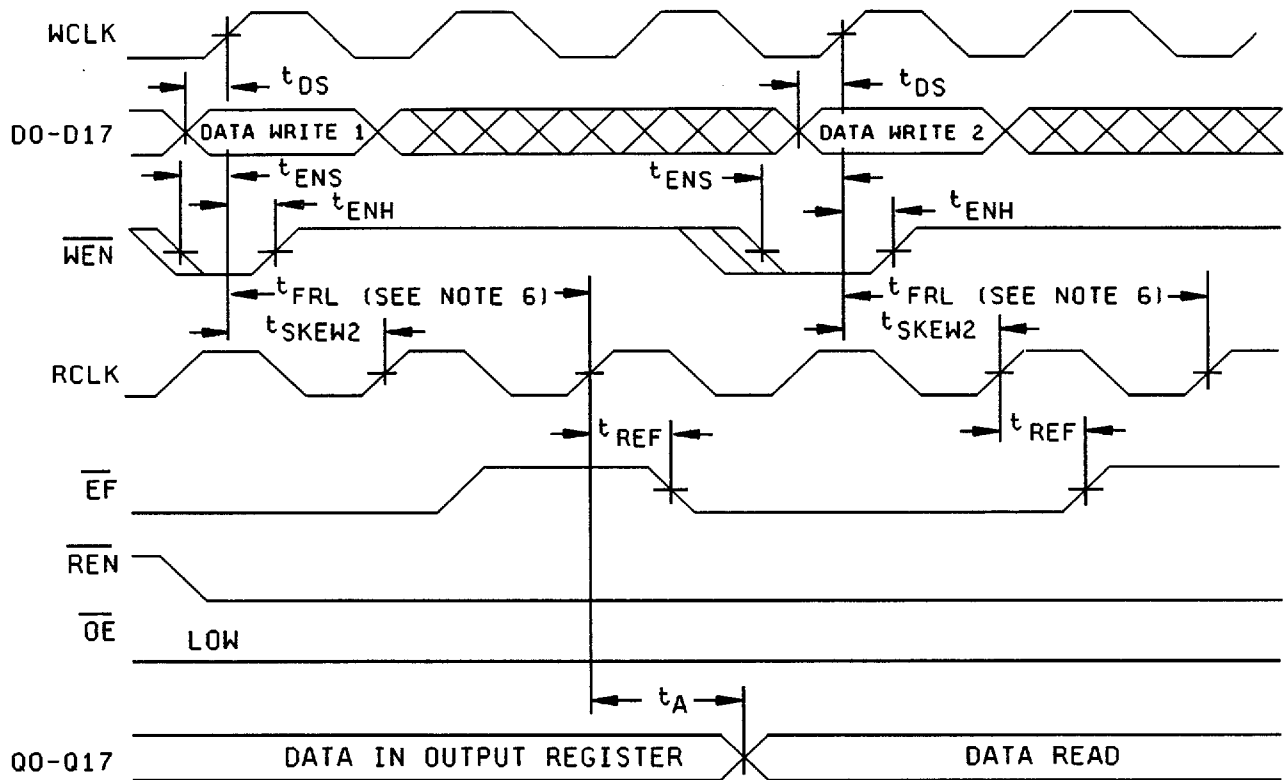 WCLK
tDS tDS
D0-D17 DATA WRITE 1 DATA WRITE 2
tENS tENS
tENH tENH
WEN
tFRL (SEE NOTE 6) tFRL (SEE NOTE 6)
tSKEW2 tSKEW2
RCLK
tREF tREF
EF
REN
OE LOW
tA
Q0-Q17 DATA IN OUTPUT REGISTER DATA READ